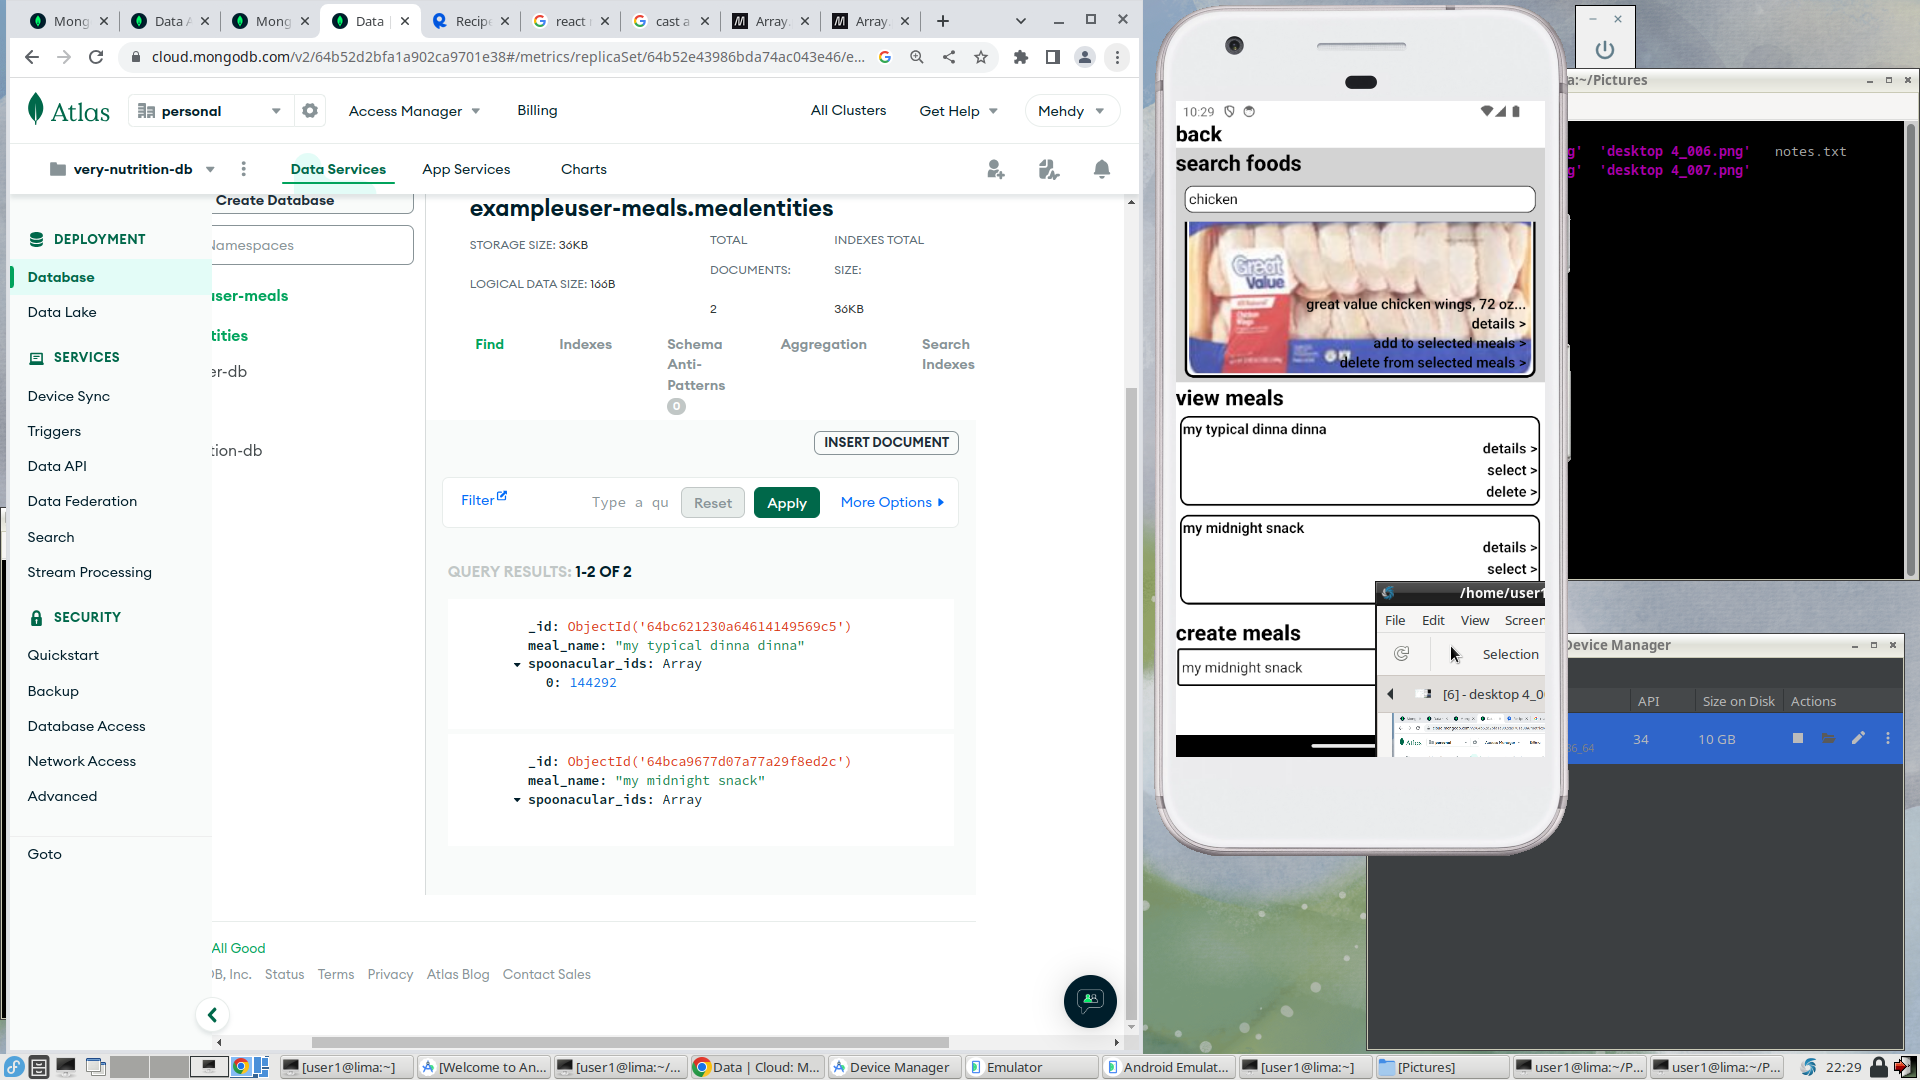 Mong
Data A
Mong
Data
Recipe
react n
cast a
Array.
Array.
cloud.mongodb.com/v2/64b52d2bfa1a902ca9701e38#/metrics/replicaSet/64b52e43986bda74ac043e46/e...
Atlas
personal
Access Manager
Billing
All Clusters
Get Help
Mehdy
very-nutrition-db
Data Services
App Services
Charts
DEPLOYMENT
Database
Data Lake
SERVICES
Device Sync
Triggers
Data API
Data Federation
Search
Stream Processing
SECURITY
Quickstart
Backup
Database Access
Network Access
Advanced
Goto
Create Database
Namespaces
user-meals
tities
er-db
tion-db
exampleuser-meals.mealentities
STORAGE SIZE: 36KB
LOGICAL DATA SIZE: 166B
TOTAL
DOCUMENTS:
2
INDEXES TOTAL
SIZE:
36KB
Find
Indexes
Schema
Anti-
Patterns
0
Aggregation
Search
Indexes
INSERT DOCUMENT
Filter
Type a qu
Reset
Apply
More Options
QUERY RESULTS: 1-2 OF 2
_id: ObjectId('64bc621230a64614149569c5')
meal_name: "my typical dinna dinna"
spoonacular_ids: Array
0: 144292
_id: ObjectId('64bca9677d07a77a29f8ed2c')
meal_name: "my midnight snack"
spoonacular_ids: Array
All Good
DB, Inc.
Status
Terms
Privacy
Atlas Blog
Contact Sales
10:29
back
search foods
chicken
Great
Value
great value chicken wings, 72 oz...
details >
add to selected meals >
delete from selected meals >
view meals
my typical dinna dinna
details >
select >
delete >
my midnight snack
details >
select >
create meals
my midnight snack
/home/user1
File
Edit
View
Screen
Selection
[6] - desktop 4_0
a:~/Pictures
g'
'desktop 4_006.png'
notes.txt
g'
'desktop 4_007.png'
Device Manager
API
Size on Disk
Actions
86_64
34
10 GB
[user1@lima:~]
[Welcome to An...
[user1@lima:~/...
Data | Cloud: M...
Device Manager
Emulator
Android Emulat...
[user1@lima:~]
[Pictures]
user1@lima:~/P...
user1@lima:~/P...
22:29